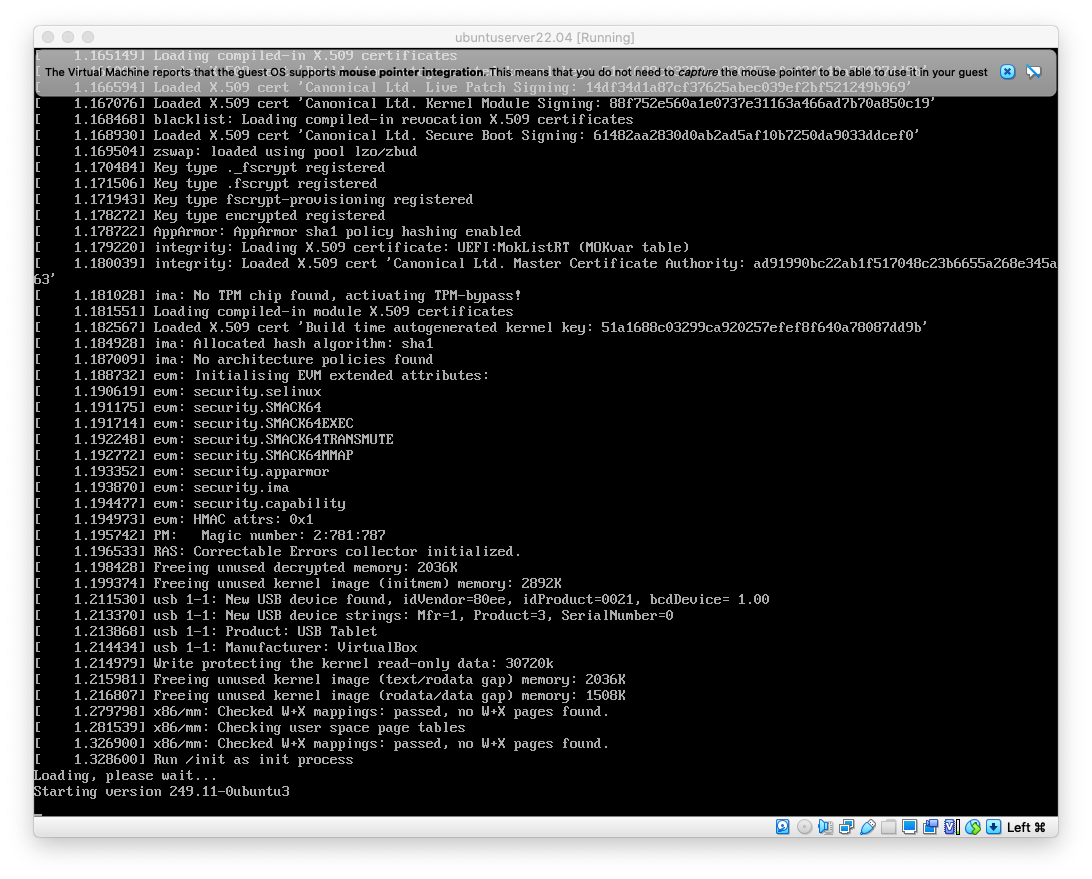 ubuntuserver22.04 [Running]
[    1.165149] Loading compiled-in X.509 certificates
The Virtual Machine reports that the guest OS supports mouse pointer integration. This means that you do not need to capture the mouse pointer to be able to use it in your guest
[    1.166594] Loaded X.509 cert 'Canonical Ltd. Live Patch Signing: 14df34d1a87cf37625abec039ef2bf521249b969'
[    1.167076] Loaded X.509 cert 'Canonical Ltd. Kernel Module Signing: 88f752e560a1e0737e31163a466ad7b70a850c19'
[    1.168468] blacklist: Loading compiled-in revocation X.509 certificates
[    1.168930] Loaded X.509 cert 'Canonical Ltd. Secure Boot Signing: 61482aa2830d0ab2ad5af10b7250da9033ddcef0'
[    1.169504] zswap: loaded using pool lzo/zbud
[    1.170484] Key type ._fscrypt registered
[    1.171506] Key type .fscrypt registered
[    1.171943] Key type fscrypt-provisioning registered
[    1.178272] Key type encrypted registered
[    1.178722] AppArmor: AppArmor sha1 policy hashing enabled
[    1.179220] integrity: Loading X.509 certificate: UEFI:MokListRT (MOKvar table)
[    1.180039] integrity: Loaded X.509 cert 'Canonical Ltd. Master Certificate Authority: ad91990bc22ab1f517048c23b6655a268e345a
63'
[    1.181028] ima: No TPM chip found, activating TPM-bypass!
[    1.181551] Loading compiled-in module X.509 certificates
[    1.182567] Loaded X.509 cert 'Build time autogenerated kernel key: 51a1688c03299ca920257efef8f640a78087dd9b'
[    1.184928] ima: Allocated hash algorithm: sha1
[    1.187009] ima: No architecture policies found
[    1.188732] evm: Initialising EVM extended attributes:
[    1.190619] evm: security.selinux
[    1.191175] evm: security.SMACK64
[    1.191714] evm: security.SMACK64EXEC
[    1.192248] evm: security.SMACK64TRANSMUTE
[    1.192772] evm: security.SMACK64MMAP
[    1.193352] evm: security.apparmor
[    1.193870] evm: security.ima
[    1.194477] evm: security.capability
[    1.194973] evm: HMAC attrs: 0x1
[    1.195742] PM:   Magic number: 2:781:787
[    1.196533] RAS: Correctable Errors collector initialized.
[    1.198428] Freeing unused decrypted memory: 2036K
[    1.199374] Freeing unused kernel image (initmem) memory: 2892K
[    1.211530] usb 1-1: New USB device found, idVendor=80ee, idProduct=0021, bcdDevice= 1.00
[    1.213370] usb 1-1: New USB device strings: Mfr=1, Product=3, SerialNumber=0
[    1.213868] usb 1-1: Product: USB Tablet
[    1.214434] usb 1-1: Manufacturer: VirtualBox
[    1.214979] Write protecting the kernel read-only data: 30720k
[    1.215981] Freeing unused kernel image (text/rodata gap) memory: 2036K
[    1.216807] Freeing unused kernel image (rodata/data gap) memory: 1508K
[    1.279798] x86/mm: Checked W+X mappings: passed, no W+X pages found.
[    1.281539] x86/mm: Checking user space page tables
[    1.326900] x86/mm: Checked W+X mappings: passed, no W+X pages found.
[    1.328600] Run /init as init process
Loading, please wait...
Starting version 249.11-0ubuntu3
Left ⌘